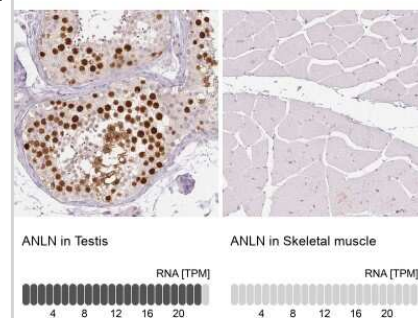 ANLN in Testis
ANLN in Skeletal muscle
RNA [TPM]
RNA [TPM]
4 8 12 16 20
4 8 12 16 20